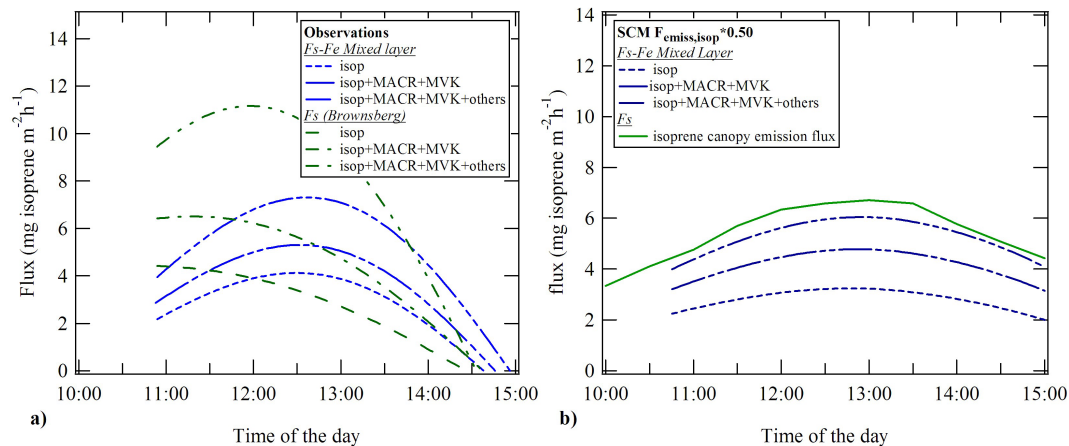 14
12
10
8
6
4
2
0
Flux (mg isoprene m⁻²h⁻¹)
Observations
Fs-Fe Mixed layer
isop
isop+MACR+MVK
isop+MACR+MVK+others
Fs (Brownsberg)
isop
isop+MACR+MVK
isop+MACR+MVK+others
10:00 11:00 12:00 13:00 14:00 15:00
a)
Time of the day
14
12
10
8
6
4
2
0
flux (mg isoprene m⁻²h⁻¹)
SCM F_emiss,isop*0.50
Fs-Fe Mixed Layer
isop
isop+MACR+MVK
isop+MACR+MVK+others
Fs
isoprene canopy emission flux
10:00 11:00 12:00 13:00 14:00 15:00
b)
Time of the day